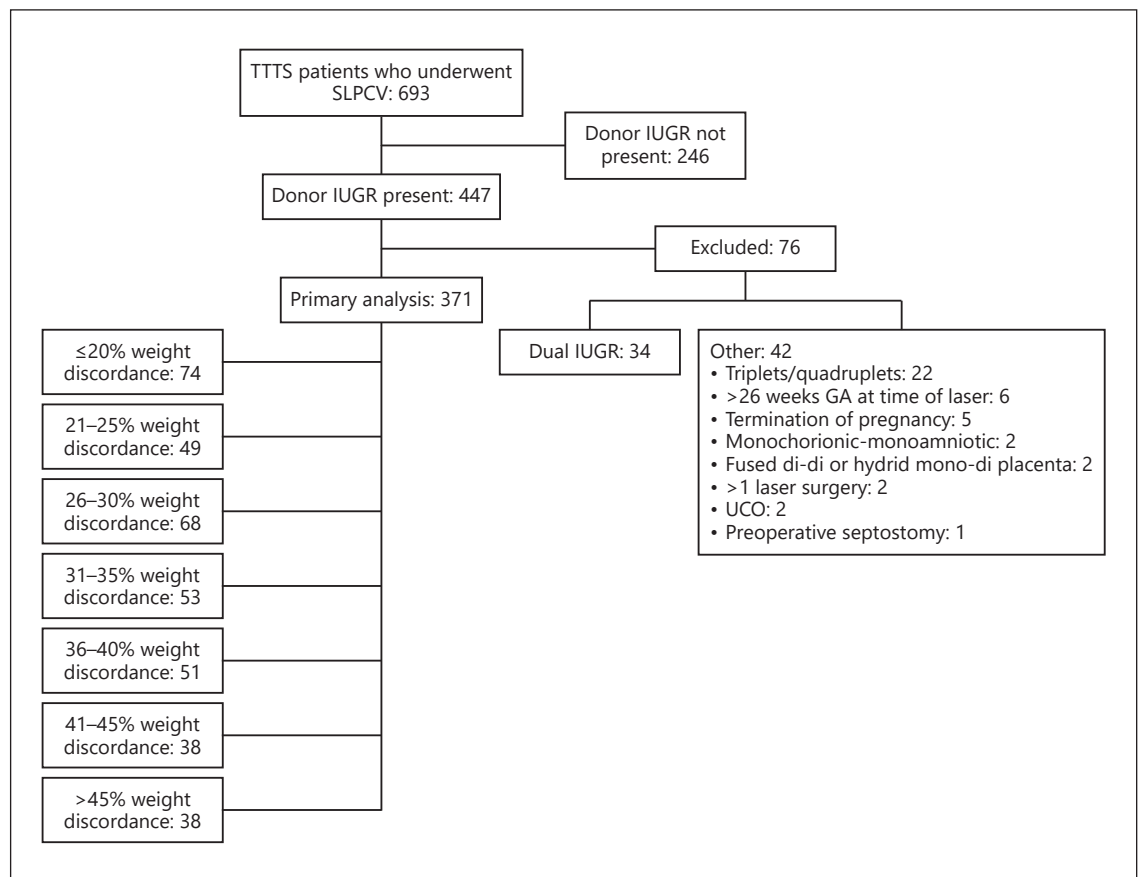 TTTS patients who underwent
SLPCV: 693
Donor IUGR not
present: 246
Donor IUGR present: 447
Excluded: 76
Primary analysis: 371
Dual IUGR: 34
Other: 42
• Triplets/quadruplets: 22
• >26 weeks GA at time of laser: 6
• Termination of pregnancy: 5
• Monochorionic-monoamniotic: 2
• Fused di-di or hydrid mono-di placenta: 2
• >1 laser surgery: 2
• UCO: 2
• Preoperative septostomy: 1
≤20% weight
discordance: 74
21–25% weight
discordance: 49
26–30% weight
discordance: 68
31–35% weight
discordance: 53
36–40% weight
discordance: 51
41–45% weight
discordance: 38
>45% weight
discordance: 38